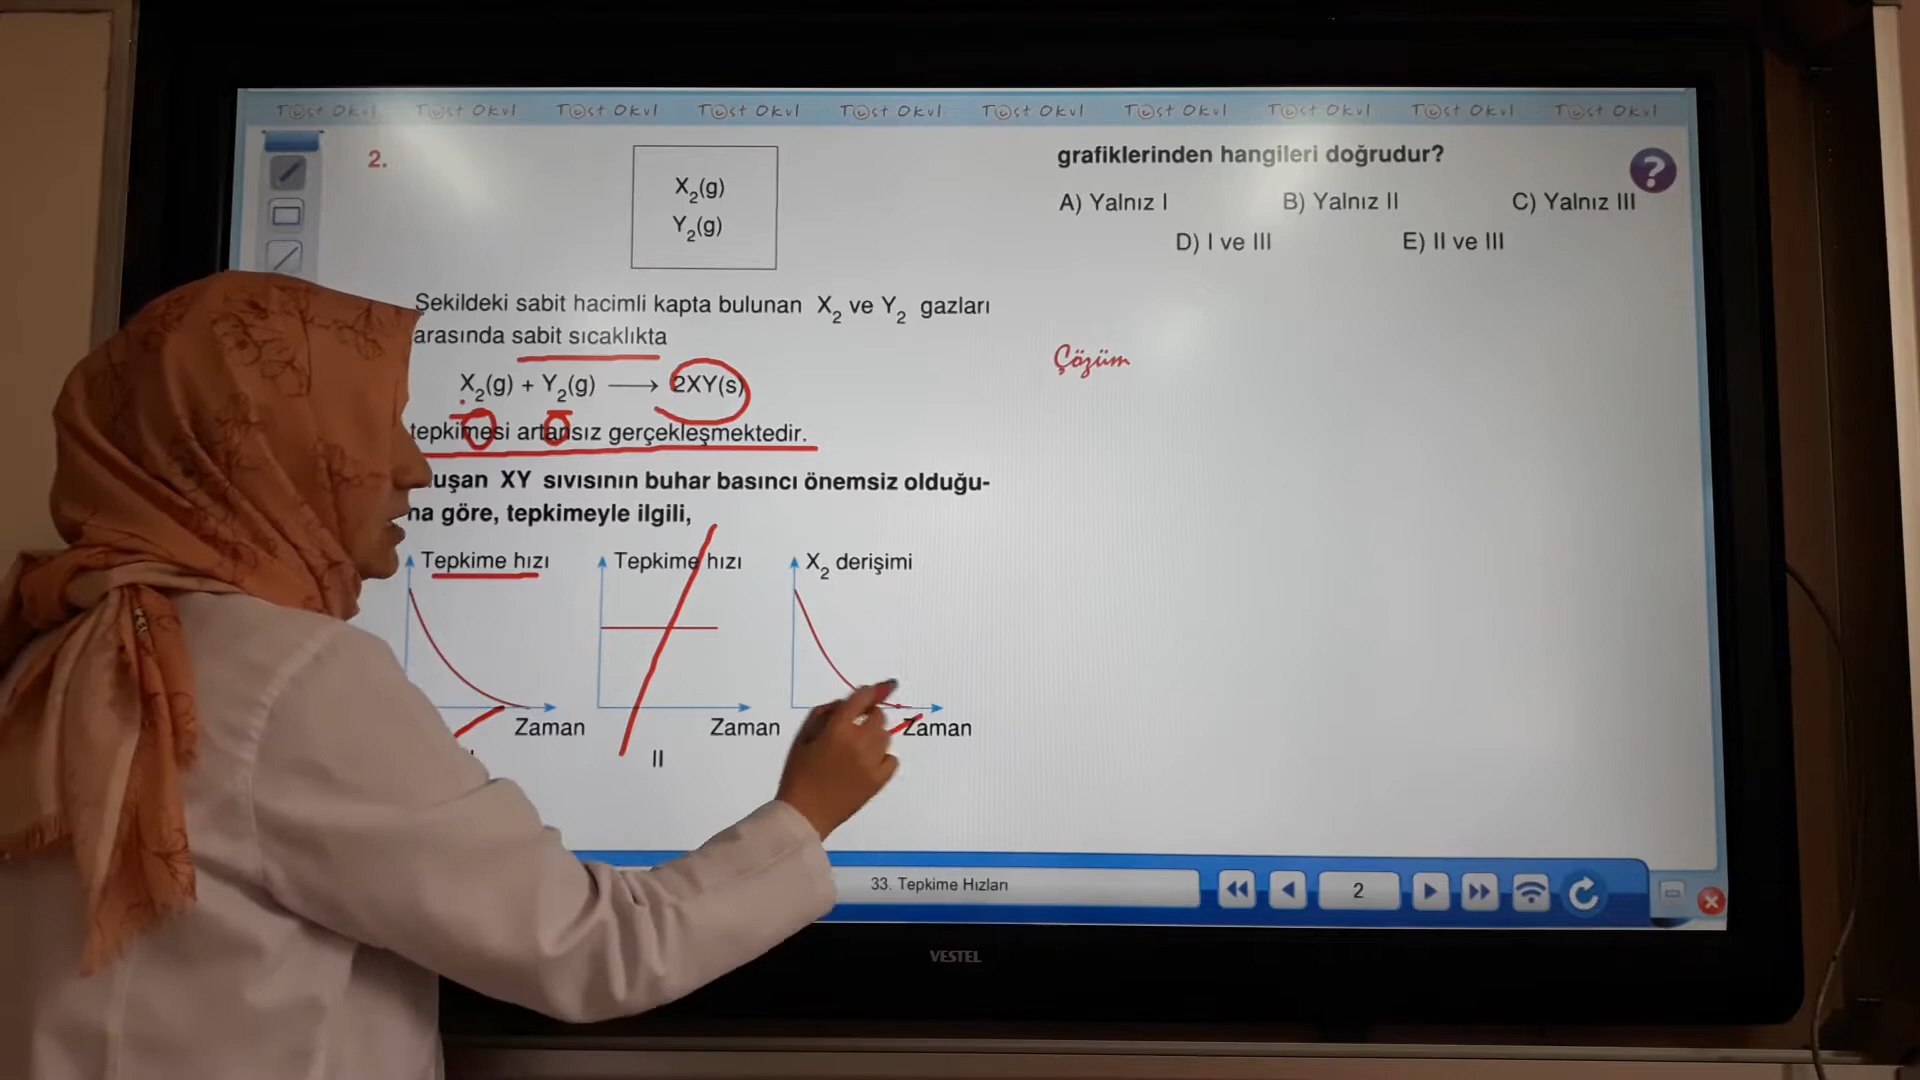 Test Okul Test Okul Test Okul Test Okul Test Okul Test Okul Test Okul Test Okul Test Okul Test Okul
2.
X2(g)
Y2(g)
Şekildeki sabit hacimli kapta bulunan X2 ve Y2 gazları
arasında sabit sıcaklıkta
X2(g) + Y2(g) → 2XY(s)
0 0
tepkimesi artansız gerçekleşmektedir.
uşan XY sıvısının buhar basıncı önemsiz olduğu-
na göre, tepkimeyle ilgili,
Tepkime hızı
Zaman
Tepkime hızı
Zaman
II
X2 derişimi
Zaman
grafiklerinden hangileri doğrudur?
?
A) Yalnız I B) Yalnız II C) Yalnız III
D) I ve III E) II ve III
Çözüm
33. Tepkime Hızları
2
VESTEL